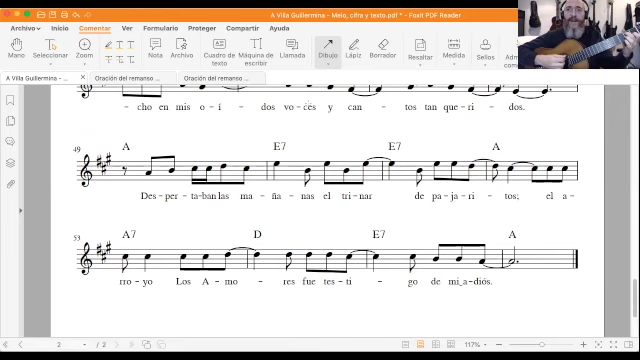 A Villa Guillermina - Melo, cifra y texto.pdf * - Foxit PDF Reader
Archivo Inicio Comentar Ver Formulario Proteger Compartir Ayuda
Mano Seleccionar Zoom Nota Archivo Cuadro de texto Máquina de escribir Llamada Dibujo Lápiz Borrador Resaltar Medida Sellos
A Villa Guillermina - Melo, ... Oración del remanso Oración del remanso
- cho en mis o - í - dos vo - ces y can - tos tan que - ri - dos.
49 A E7 E7 A
Des - per - ta - ban las ma - ña - nas el tri - nar de pa - ja - ri - tos; el a -
53 A7 D E7 A
rro - yo Los A - mo - res fue tes - ti - go de mi_a - diós.
2 / 2 117%